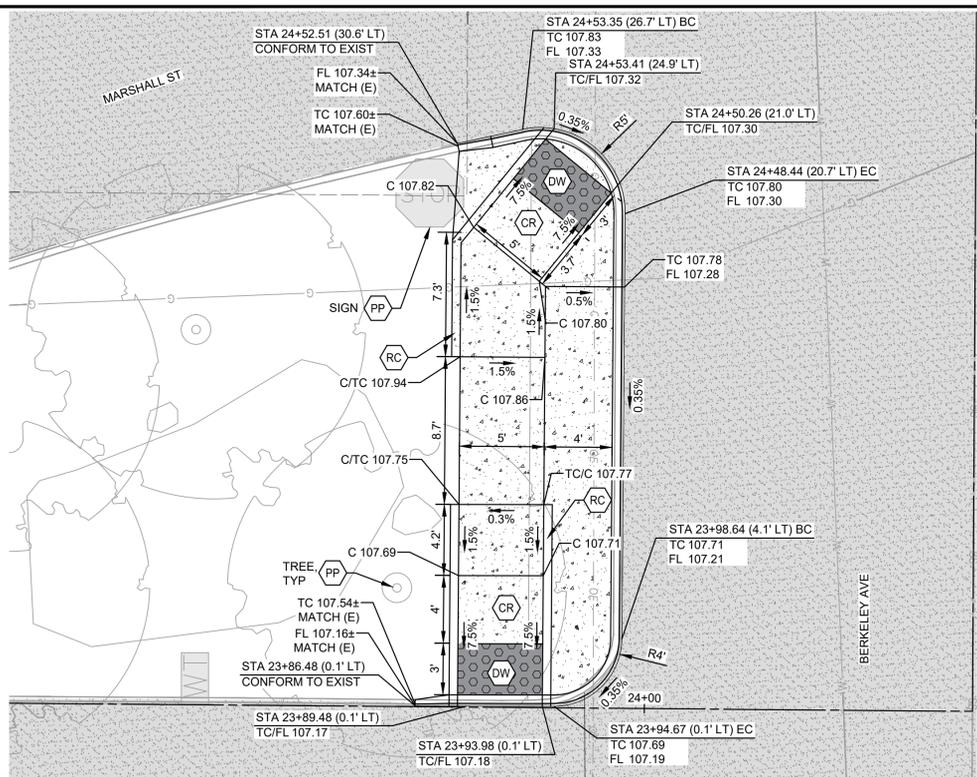 STA 24+52.51 (30.6' LT)
CONFORM TO EXIST
FL 107.34±
MATCH (E)
TC 107.60±
MATCH (E)
STA 24+53.35 (26.7' LT) BC
TC 107.83
FL 107.33
STA 24+53.41 (24.9' LT)
TC/FL 107.32
STA 24+50.26 (21.0' LT)
TC/FL 107.30
STA 24+48.44 (20.7' LT) EC
TC 107.80
FL 107.30
MARSHALL ST
STOP
0.35%
R5'
C 107.82
DW
7.5%
CR
7.5%
3'
5'
3.7'
TC 107.78
FL 107.28
G
G
G
G
SIGN
PP
7.3'
1.5%
1.5%
0.5%
C 107.80
RC
C/TC 107.94
1.5%
C 107.86
0.35%
8.7'
5'
4'
C/TC 107.75
TC/C 107.77
RC
0.3%
4.2'
1.5%
1.5%
C 107.69
C 107.71
OE
OE
TREE,
TYP
PP
STA 23+98.64 (4.1' LT) BC
TC 107.71
FL 107.21
4'
CR
7.5%
7.5%
3'
DW
TC 107.54±
MATCH (E)
FL 107.16±
MATCH (E)
STA 23+86.48 (0.1' LT)
CONFORM TO EXIST
WT
R4'
0.35%
24+00
BERKELEY AVE
STA 23+89.48 (0.1' LT)
TC/FL 107.17
STA 23+93.98 (0.1' LT)
TC/FL 107.18
STA 23+94.67 (0.1' LT) EC
TC 107.69
FL 107.19